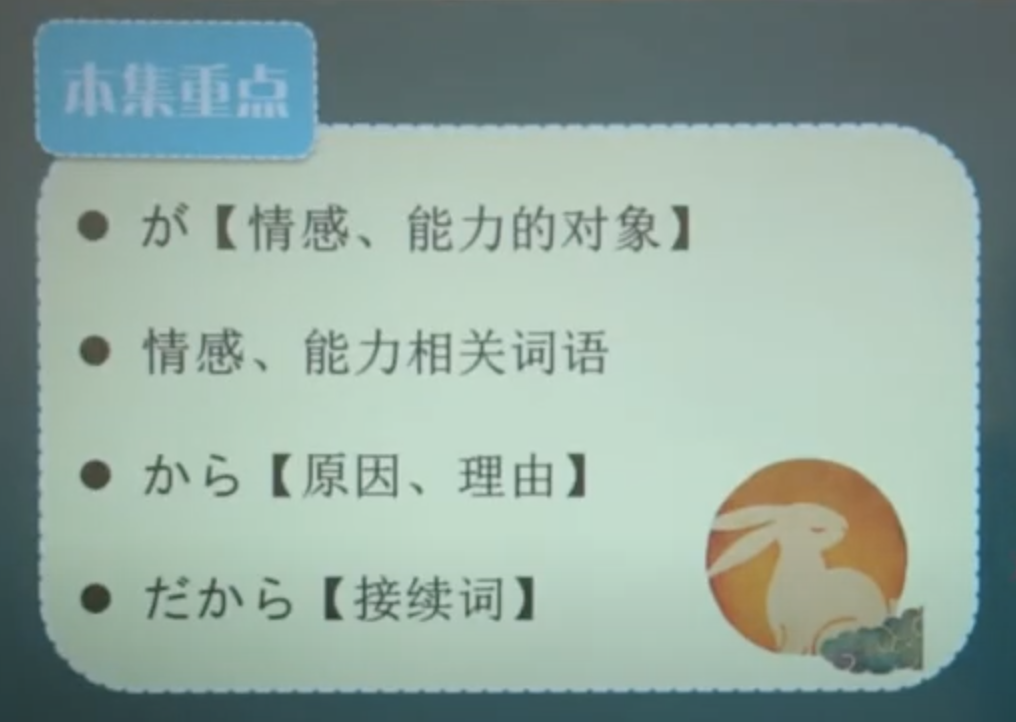 本集重点
● が【情感、能力的对象】
● 情感、能力相关词语
● から【原因、理由】
● だから【接续词】